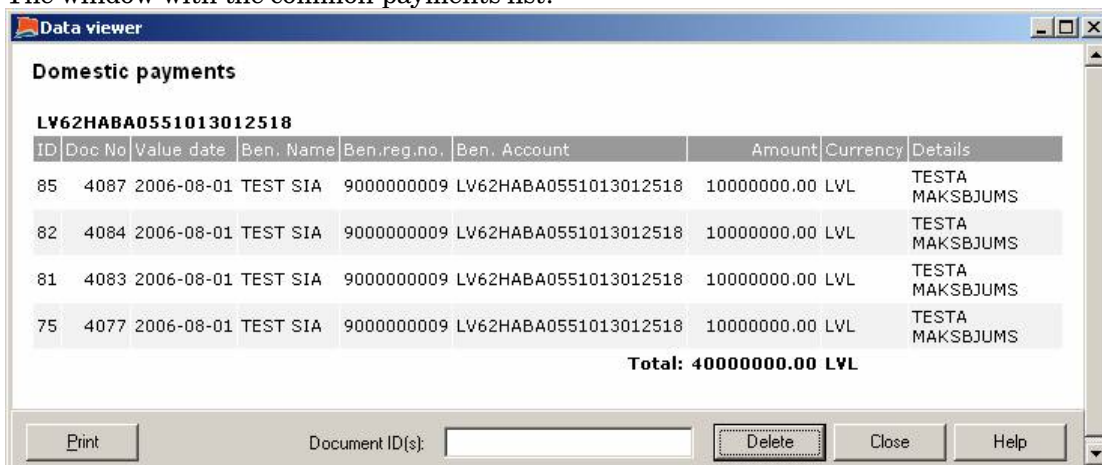 The window with the common payments list:
Data viewer
Domestic payments
LV62HABA0551013012518
ID Doc No Value date Ben. Name Ben.reg.no. Ben. Account Amount Currency Details
85 4087 2006-08-01 TEST SIA 9000000009 LV62HABA0551013012518 10000000.00 LVL TESTA MAKSBJUMS
82 4084 2006-08-01 TEST SIA 9000000009 LV62HABA0551013012518 10000000.00 LVL TESTA MAKSBJUMS
81 4083 2006-08-01 TEST SIA 9000000009 LV62HABA0551013012518 10000000.00 LVL TESTA MAKSBJUMS
75 4077 2006-08-01 TEST SIA 9000000009 LV62HABA0551013012518 10000000.00 LVL TESTA MAKSBJUMS
Total: 40000000.00 LVL
Print Document ID(s): Delete Close Help